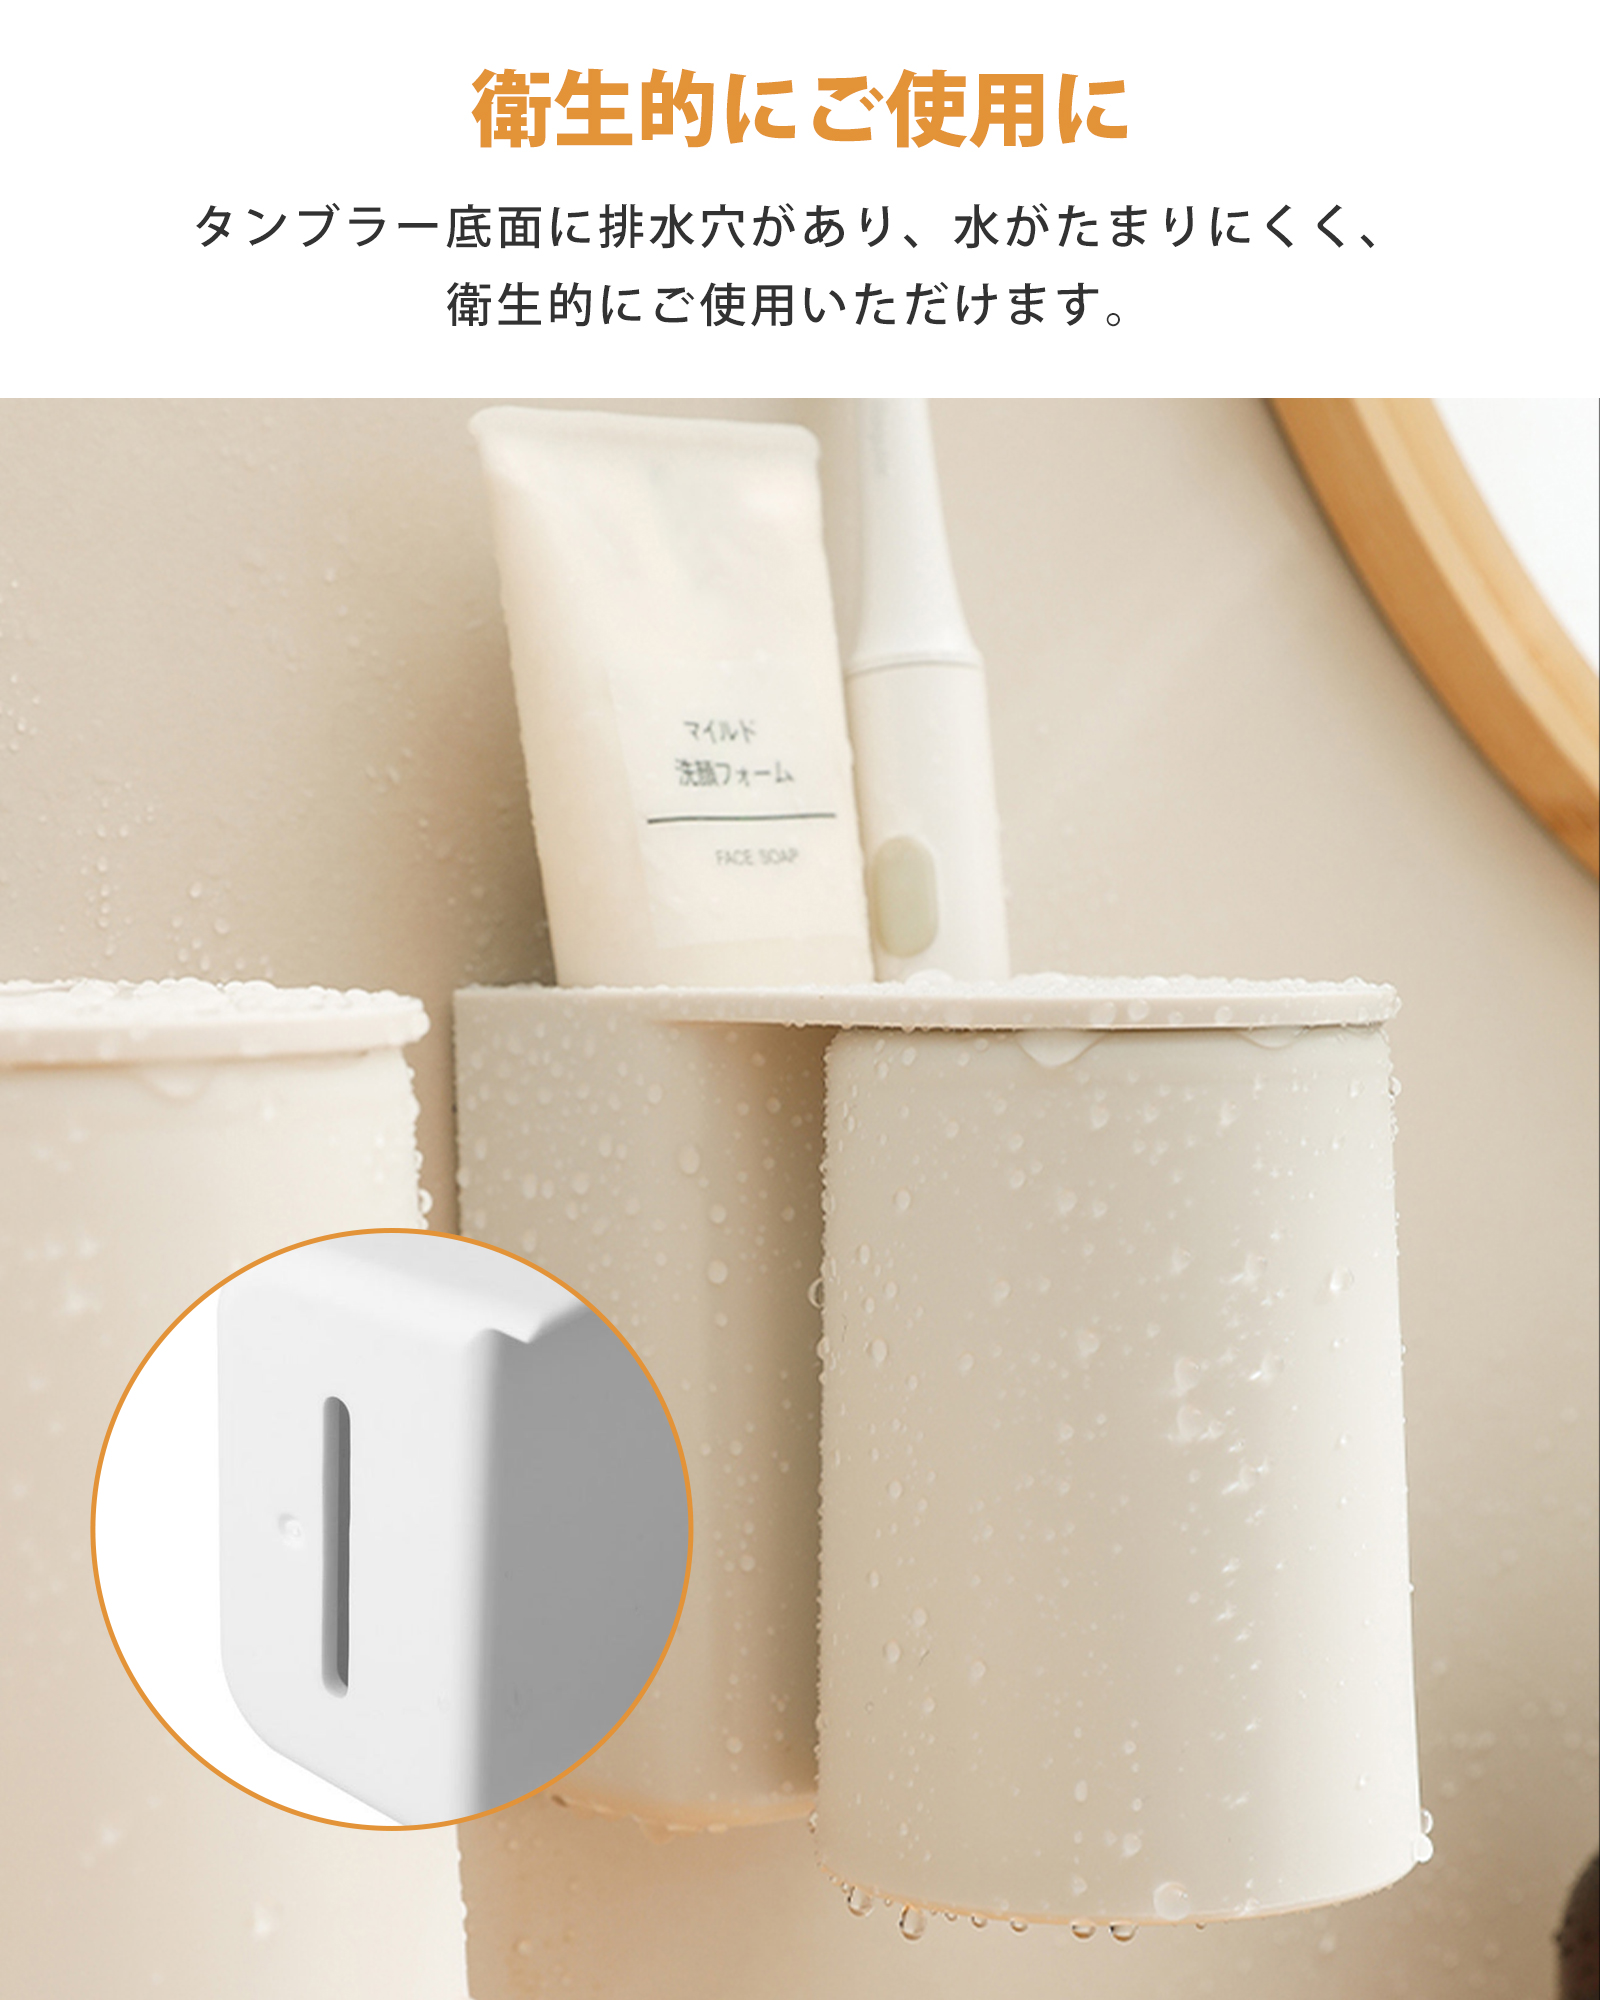 衛生的にご使用に
タンブラー底面に排水穴があり、水がたまりにくく、
衛生的にご使用いただけます。
マイルド
洗顔フォーム
FACE SOAP